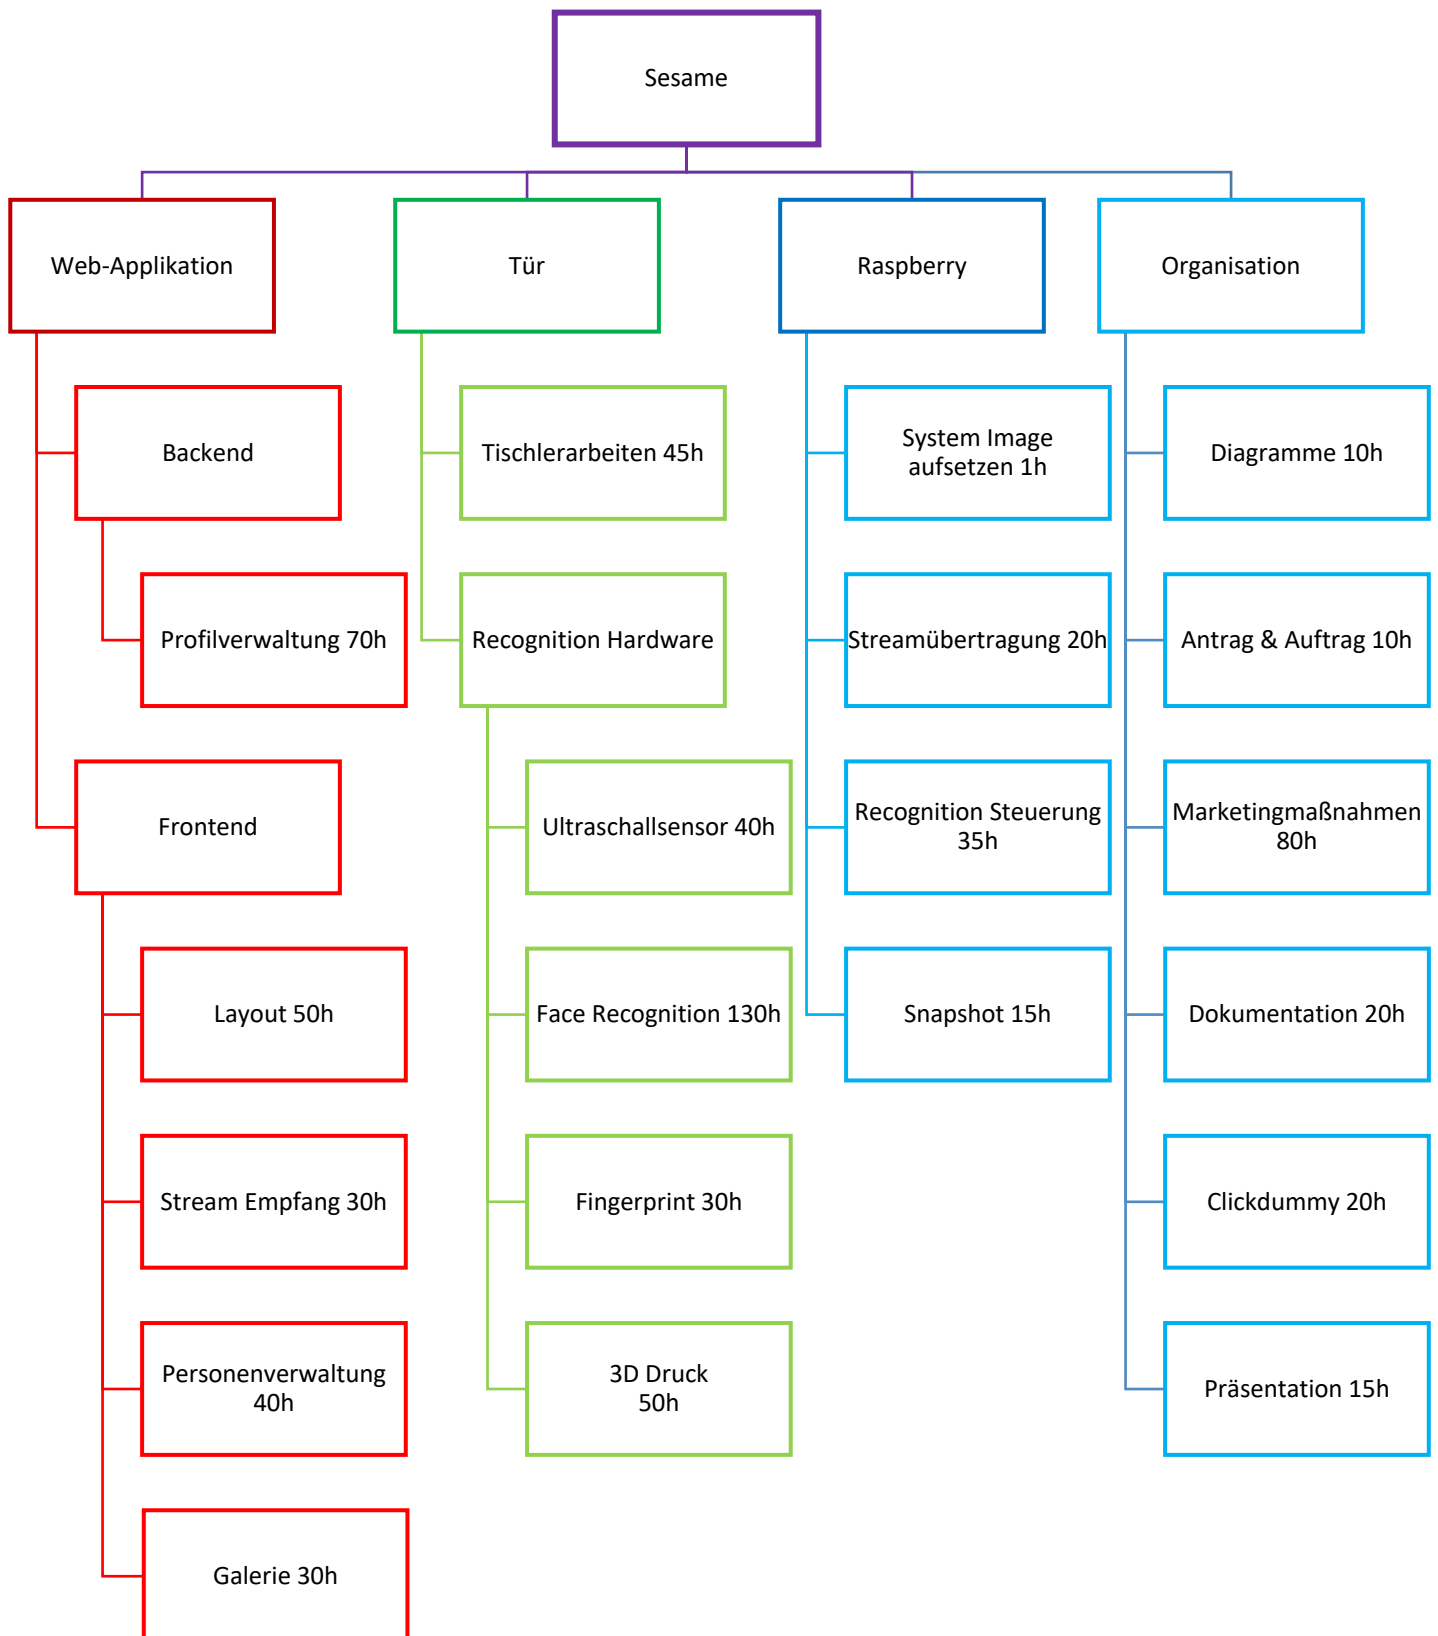 Sesame
Web-Applikation
Tür
Raspberry
Organisation
Backend
Profilverwaltung 70h
Frontend
Layout 50h
Stream Empfang 30h
Personenverwaltung
40h
Galerie 30h
Tischlerarbeiten 45h
Recognition Hardware
Ultraschallsensor 40h
Face Recognition 130h
Fingerprint 30h
3D Druck
50h
System Image
aufsetzen 1h
Streamübertragung 20h
Recognition Steuerung
35h
Snapshot 15h
Diagramme 10h
Antrag & Auftrag 10h
Marketingmaßnahmen
80h
Dokumentation 20h
Clickdummy 20h
Präsentation 15h